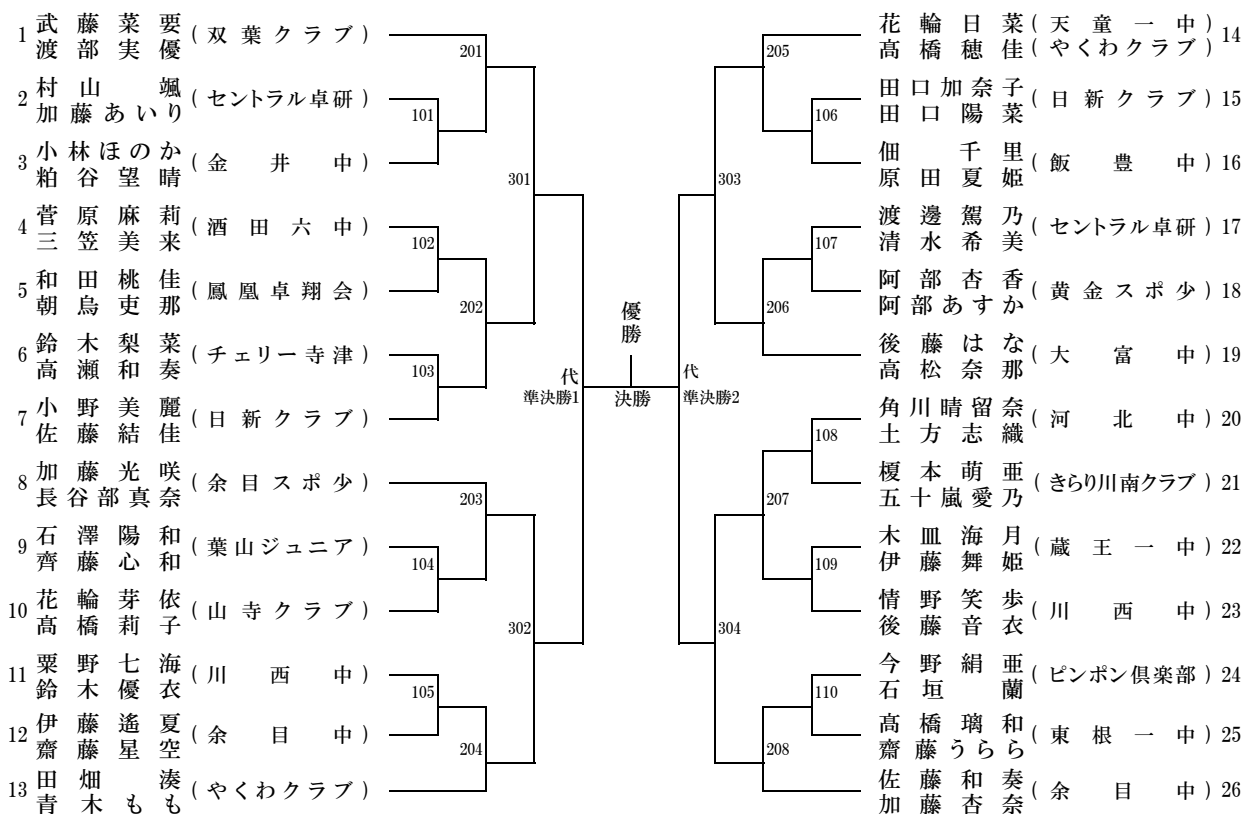 1 武藤菜要 (双葉クラブ)
渡部実優
2 村山颯 (セントラル卓研)
加藤あいり
3 小林ほのか (金井中)
粕谷望晴
4 菅原麻莉 (酒田六中)
三笠美来
5 和田桃佳 (鳳凰卓翔会)
朝烏吏那
6 鈴木梨菜 (チェリー寺津)
高瀬和奏
7 小野美麗 (日新クラブ)
佐藤結佳
8 加藤光咲 (余目スポ少)
長谷部真奈
9 石澤陽和 (葉山ジュニア)
齊藤心和
10 花輪芽依 (山寺クラブ)
髙橋莉子
11 粟野七海 (川西中)
鈴木優衣
12 伊藤遙夏 (余目中)
齋藤星空
13 田畑湊 (やくわクラブ)
青木もも
201
101
301
102
202
103
代
準決勝1
203
104
302
105
204
優勝
決勝
205
106
303
107
206
代
準決勝2
108
207
109
304
110
208
花輪日菜 (天童一中) 14
髙橋穂佳 (やくわクラブ)
田口加奈子 (日新クラブ) 15
田口陽菜
佃千里 (飯豊中) 16
原田夏姫
渡邊駕乃 (セントラル卓研) 17
清水希美
阿部杏香 (黄金スポ少) 18
阿部あすか
後藤はな (大富中) 19
高松奈那
角川晴留奈 (河北中) 20
土方志織
榎本萌亜 (きらり川南クラブ) 21
五十嵐愛乃
木皿海月 (蔵王一中) 22
伊藤舞姫
情野笑歩 (川西中) 23
後藤音衣
今野絹亜 (ピンポン倶楽部) 24
石垣蘭
髙橋璃和 (東根一中) 25
齋藤うらら
佐藤和奏 (余目中) 26
加藤杏奈